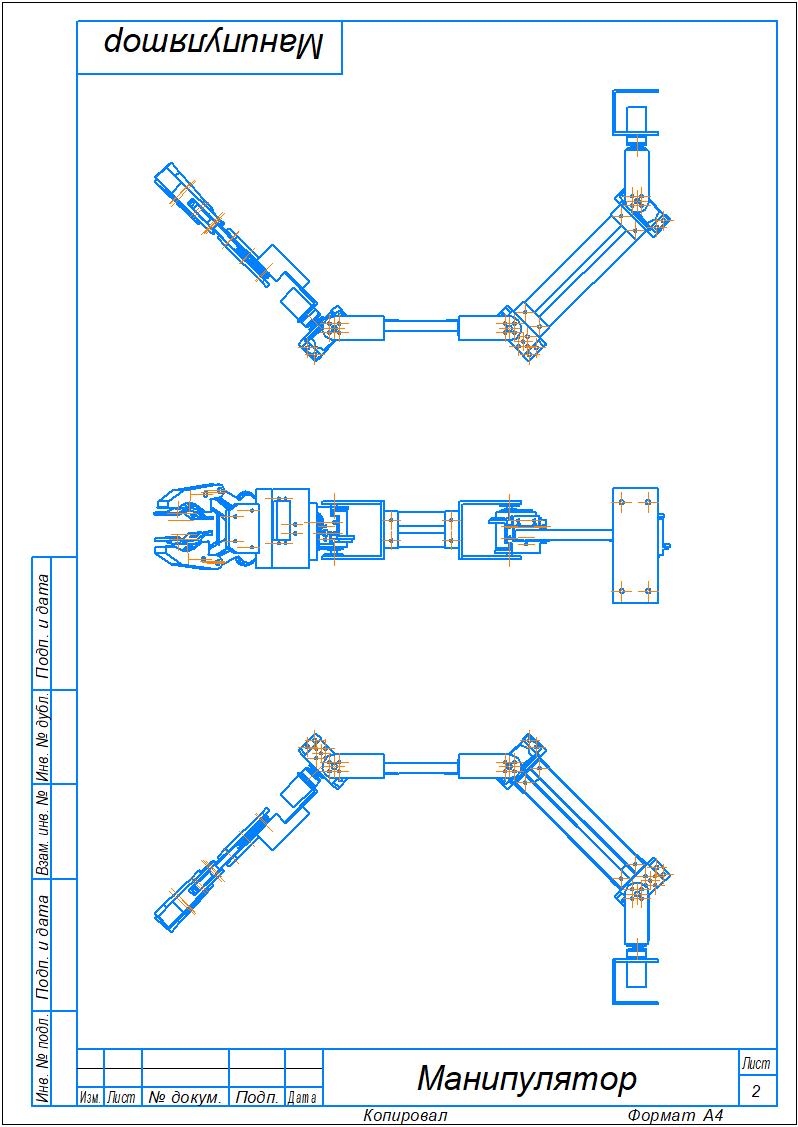 Манипулятор
Подп. и дата
Инв. № дубл.
Взам. инв. №
Подп. и дата
Инв. № подл.
Изм. Лист № докум. Подп. Дата
Манипулятор
Лист
2
Копировал Формат А4